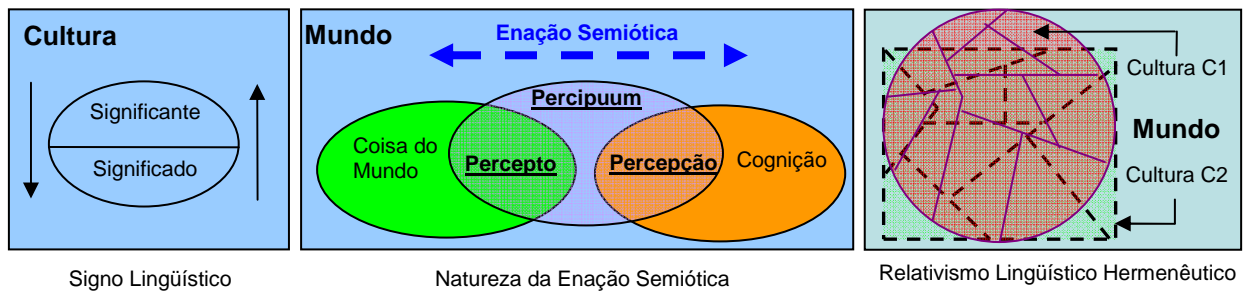 Cultura
Significante
Significado
Signo Lingüístico
Mundo
Enação Semiótica
Percipuum
Coisa do
Mundo
Percepto
Percepção
Cognição
Natureza da Enação Semiótica
Cultura C1
Mundo
Cultura C2
Relativismo Lingüístico Hermenêutico